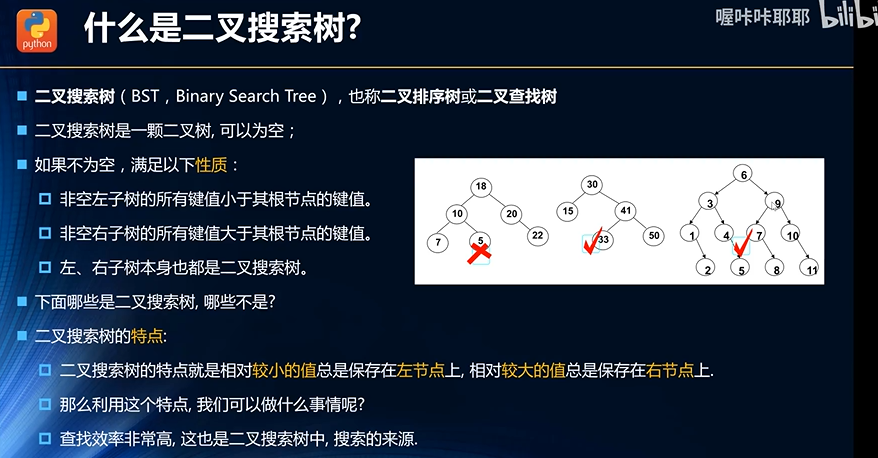 喔咔咔耶耶 bilibili
python
什么是二叉搜索树?
二叉搜索树（BST，Binary Search Tree），也称二叉排序树或二叉查找树
二叉搜索树是一颗二叉树, 可以为空；
如果不为空，满足以下性质：
非空左子树的所有键值小于其根节点的键值。
非空右子树的所有键值大于其根节点的键值。
左、右子树本身也都是二叉搜索树。
18
10 20
7 5 22
30
15 41
33 50
6
3 9
1 4 7 10
2 5 8 11
下面哪些是二叉搜索树, 哪些不是?
二叉搜索树的特点:
二叉搜索树的特点就是相对较小的值总是保存在左节点上, 相对较大的值总是保存在右节点上.
那么利用这个特点, 我们可以做什么事情呢?
查找效率非常高, 这也是二叉搜索树中, 搜索的来源.